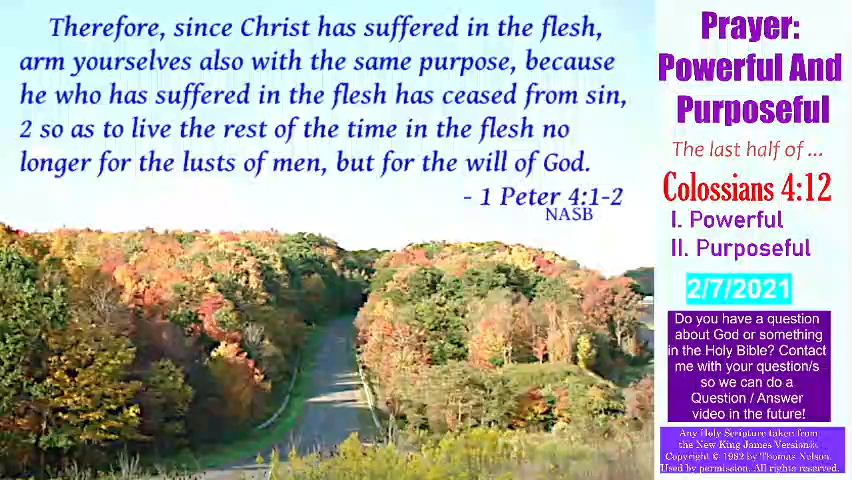 Therefore, since Christ has suffered in the flesh,
arm yourselves also with the same purpose, because
he who has suffered in the flesh has ceased from sin,
2 so as to live the rest of the time in the flesh no
longer for the lusts of men, but for the will of God.
- 1 Peter 4:1-2
NASB
Prayer:
Powerful And
Purposeful
The last half of ...
Colossians 4:12
I. Powerful
II. Purposeful
2/7/2021
Do you have a question
about God or something
in the Holy Bible? Contact
me with your question/s
so we can do a
Question / Answer
video in the future!
Any Holy Scripture taken from
the New King James Version®.
Copyright © 1982 by Thomas Nelson.
Used by permission. All rights reserved.